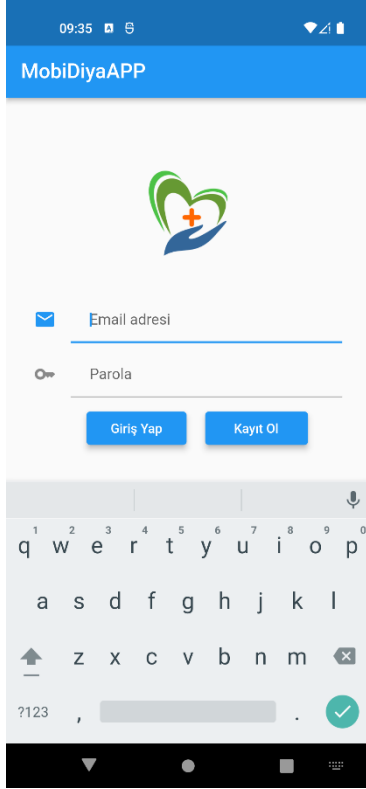 09:35
MobiDiyaAPP
Email adresi
Parola
Giriş Yap Kayıt Ol
1 2 3 4 5 6 7 8 9 0
q w e r t y u i o p
a s d f g h j k l
z x c v b n m
?123 , .